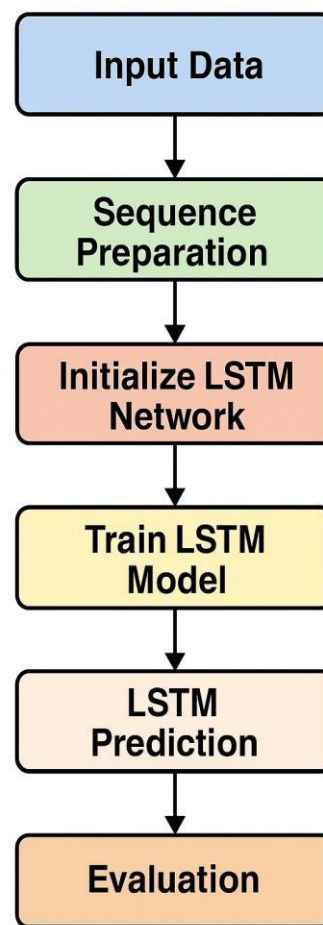 Input Data
Sequence
Preparation
Initialize LSTM
Network
Train LSTM
Model
LSTM
Prediction
Evaluation